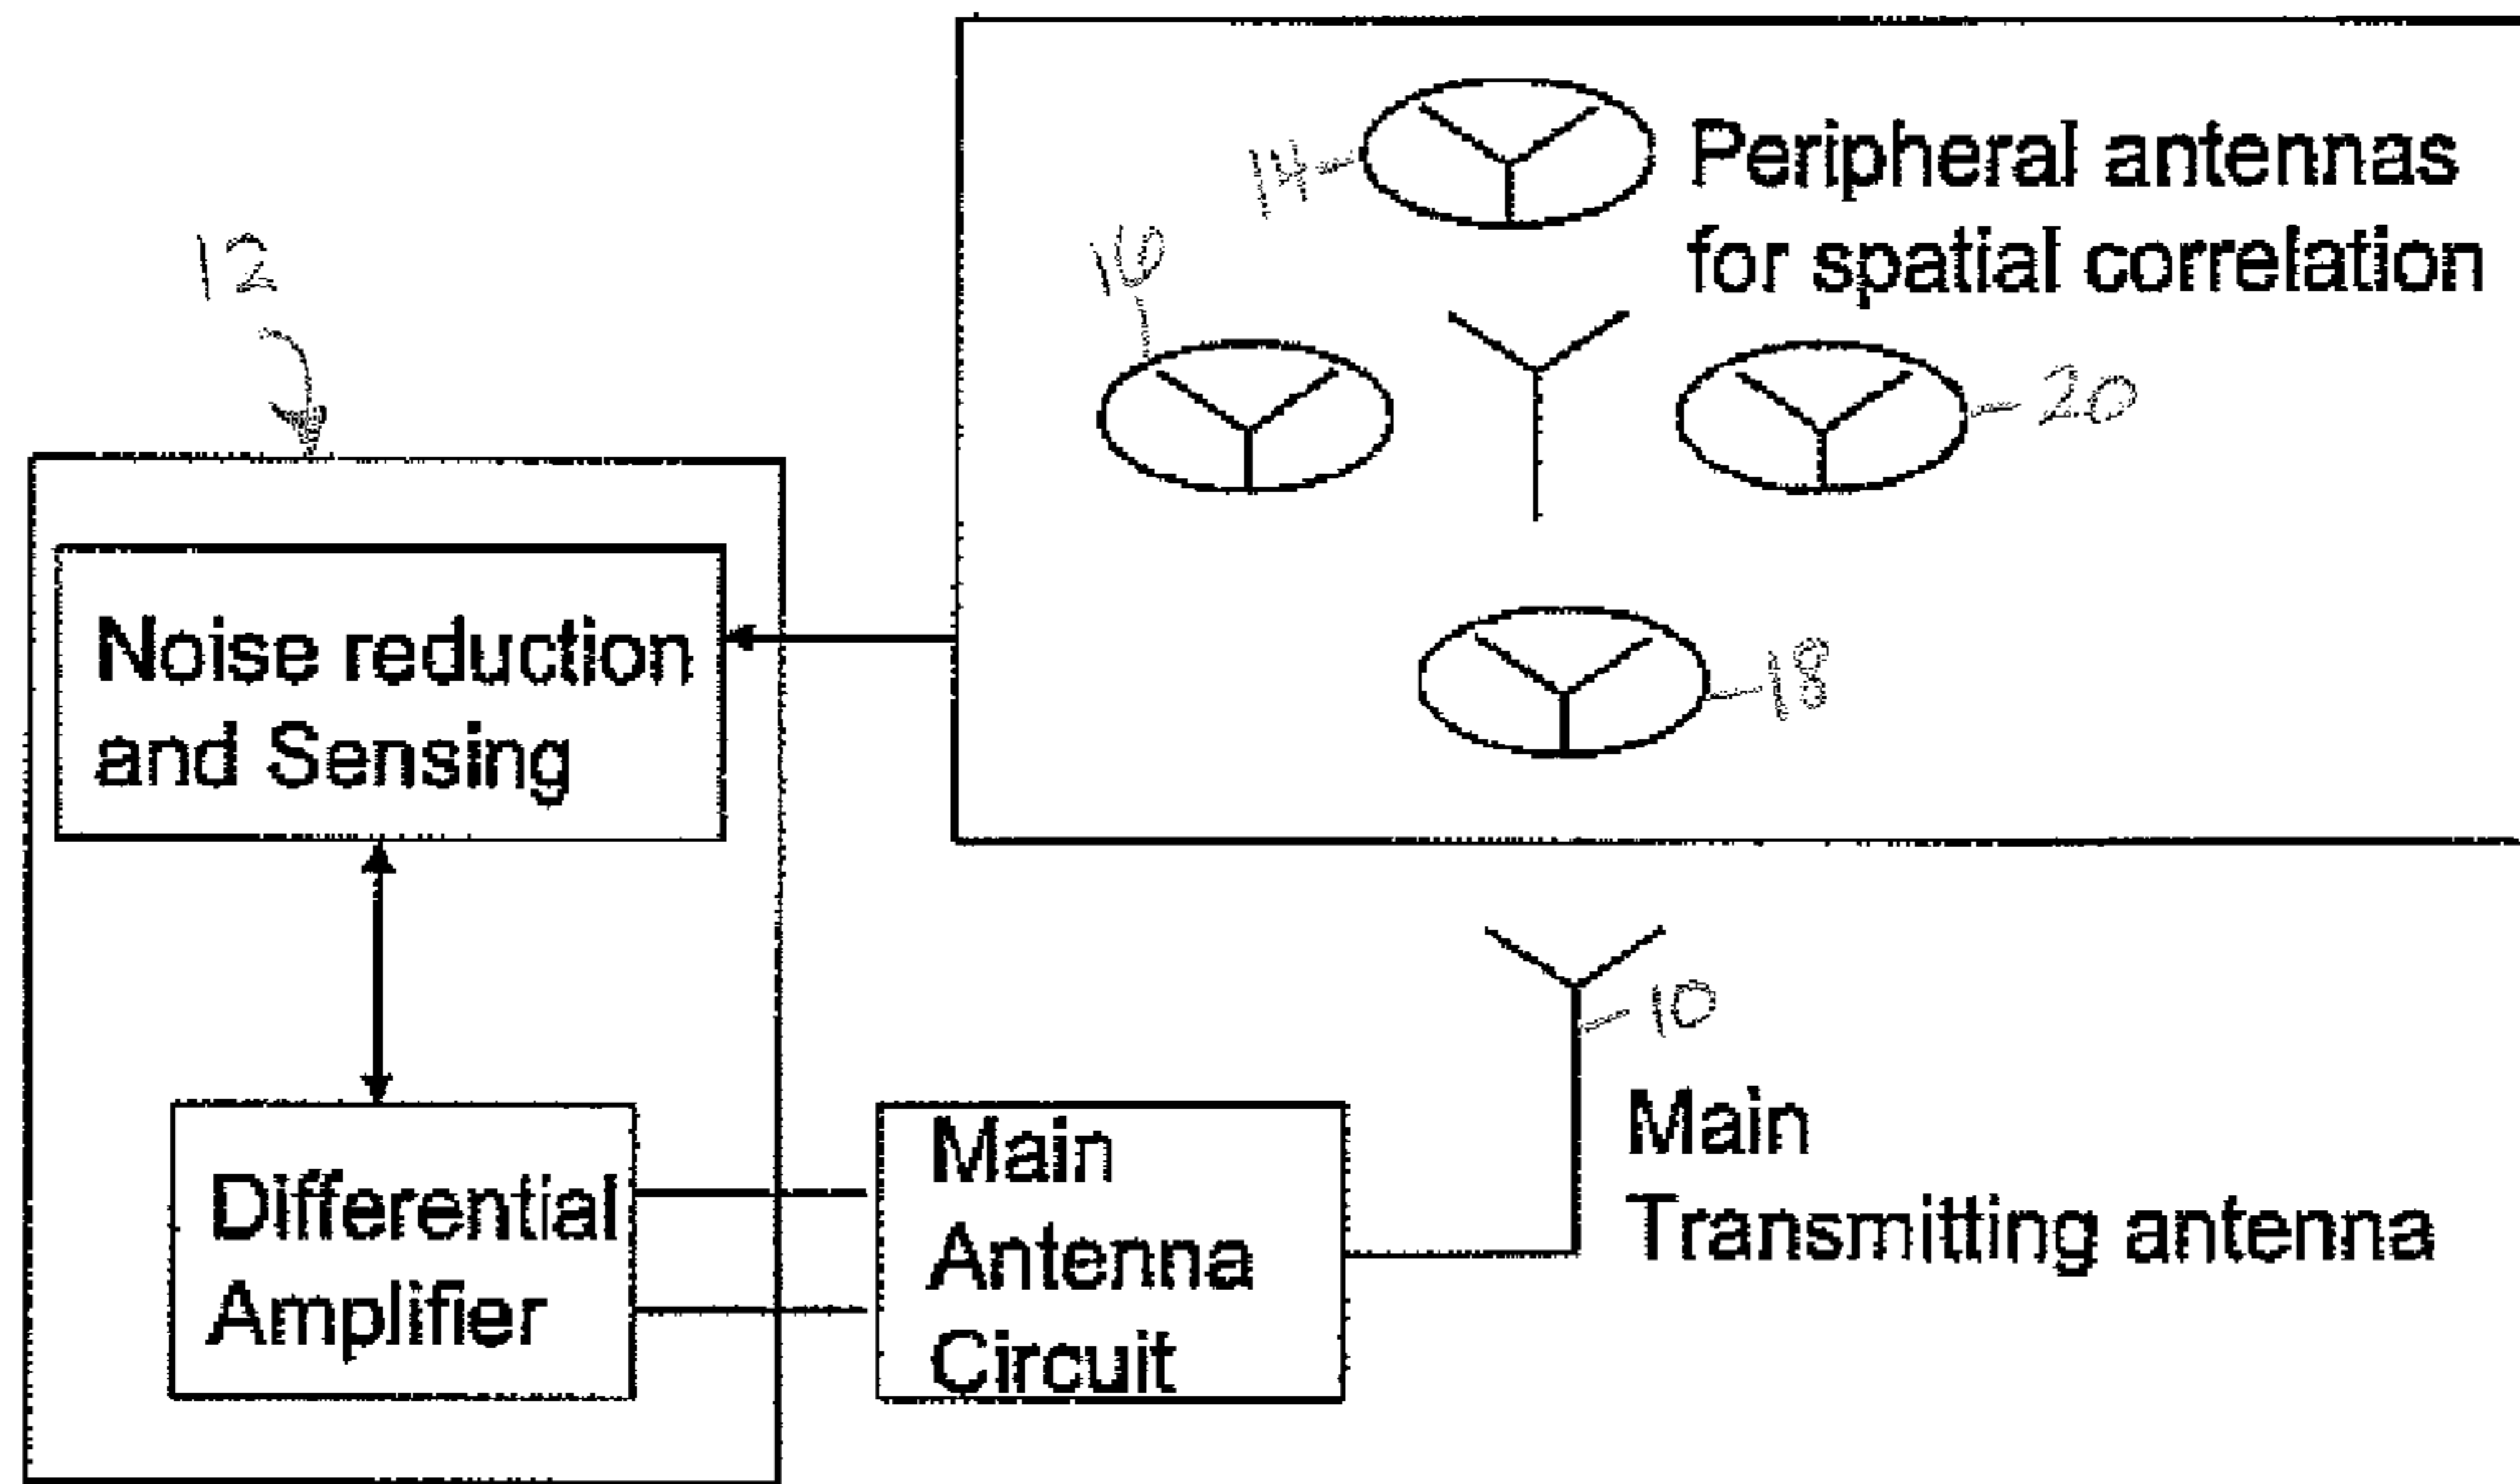 14
Peripheral antennas
for spatial correlation
16
12
20
Noise reduction
and Sensing
18
10
Main
Transmitting antenna
Differential
Amplifier
Main
Antenna
Circuit